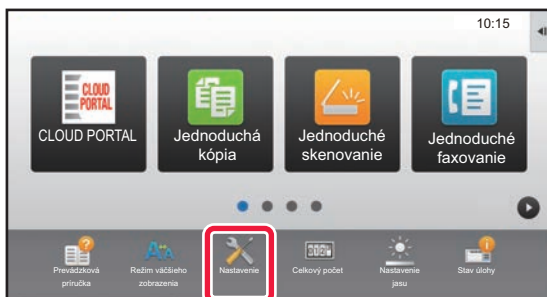 10:15
CLOUD
PORTAL
CLOUD PORTAL
Jednoduchá
kópia
Jednoduché
skenovanie
Jednoduché
faxovanie
Prevádzková
príručka
Režim väčšieho
zobrazenia
Nastavenie
Celkový počet
Nastavenie
jasu
Stav úlohy